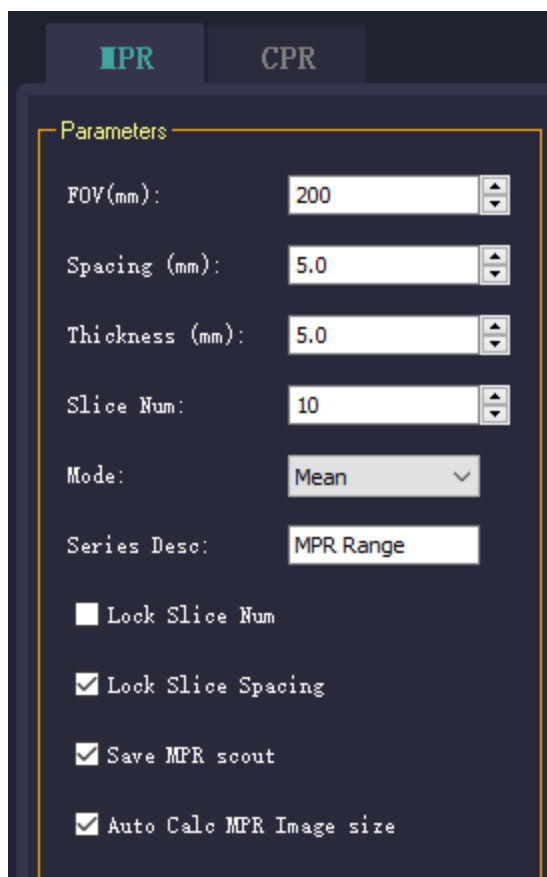 MPR CPR
Parameters
FOV(mm): 200
Spacing (mm): 5.0
Thickness (mm): 5.0
Slice Num: 10
Mode: Mean
Series Desc: MPR Range
Lock Slice Num
Lock Slice Spacing
Save MPR scout
Auto Calc MPR Image size